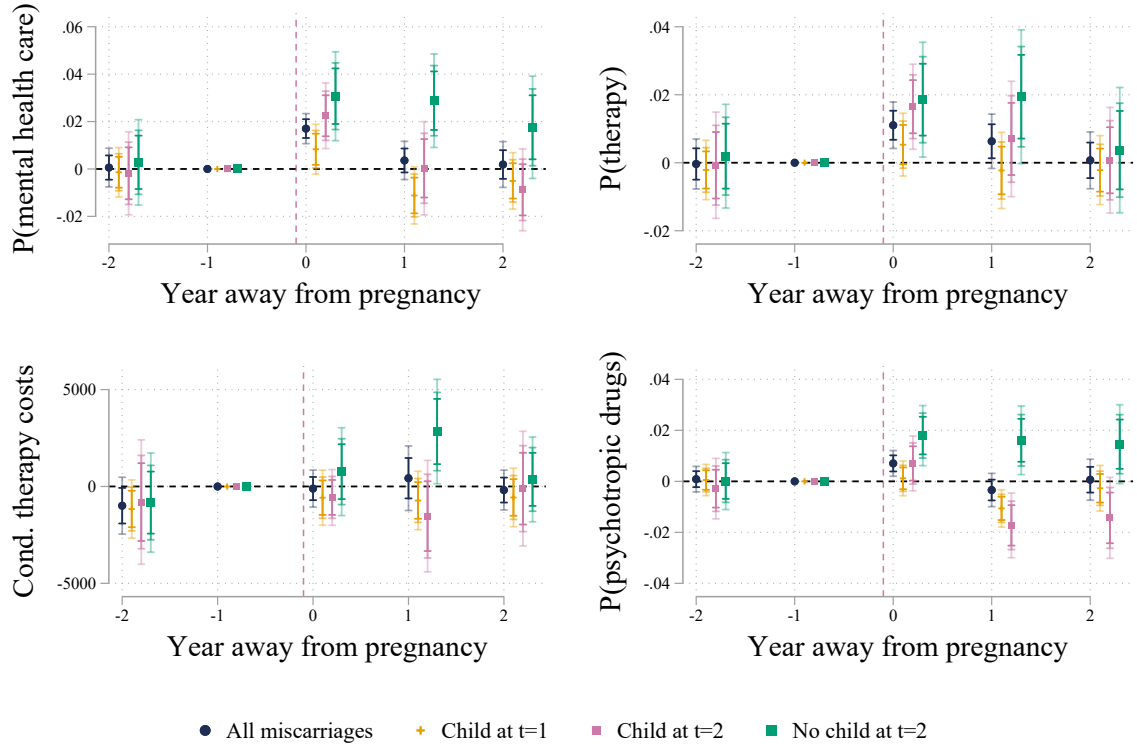 P(mental health care)
.06
.04
.02
0
-.02
-2 -1 0 1 2
Year away from pregnancy
P(therapy)
.04
.02
0
-.02
-2 -1 0 1 2
Year away from pregnancy
Cond. therapy costs
5000
0
-5000
-2 -1 0 1 2
Year away from pregnancy
P(psychotropic drugs)
.04
.02
0
-.02
-.04
-2 -1 0 1 2
Year away from pregnancy
All miscarriages Child at t=1 Child at t=2 No child at t=2